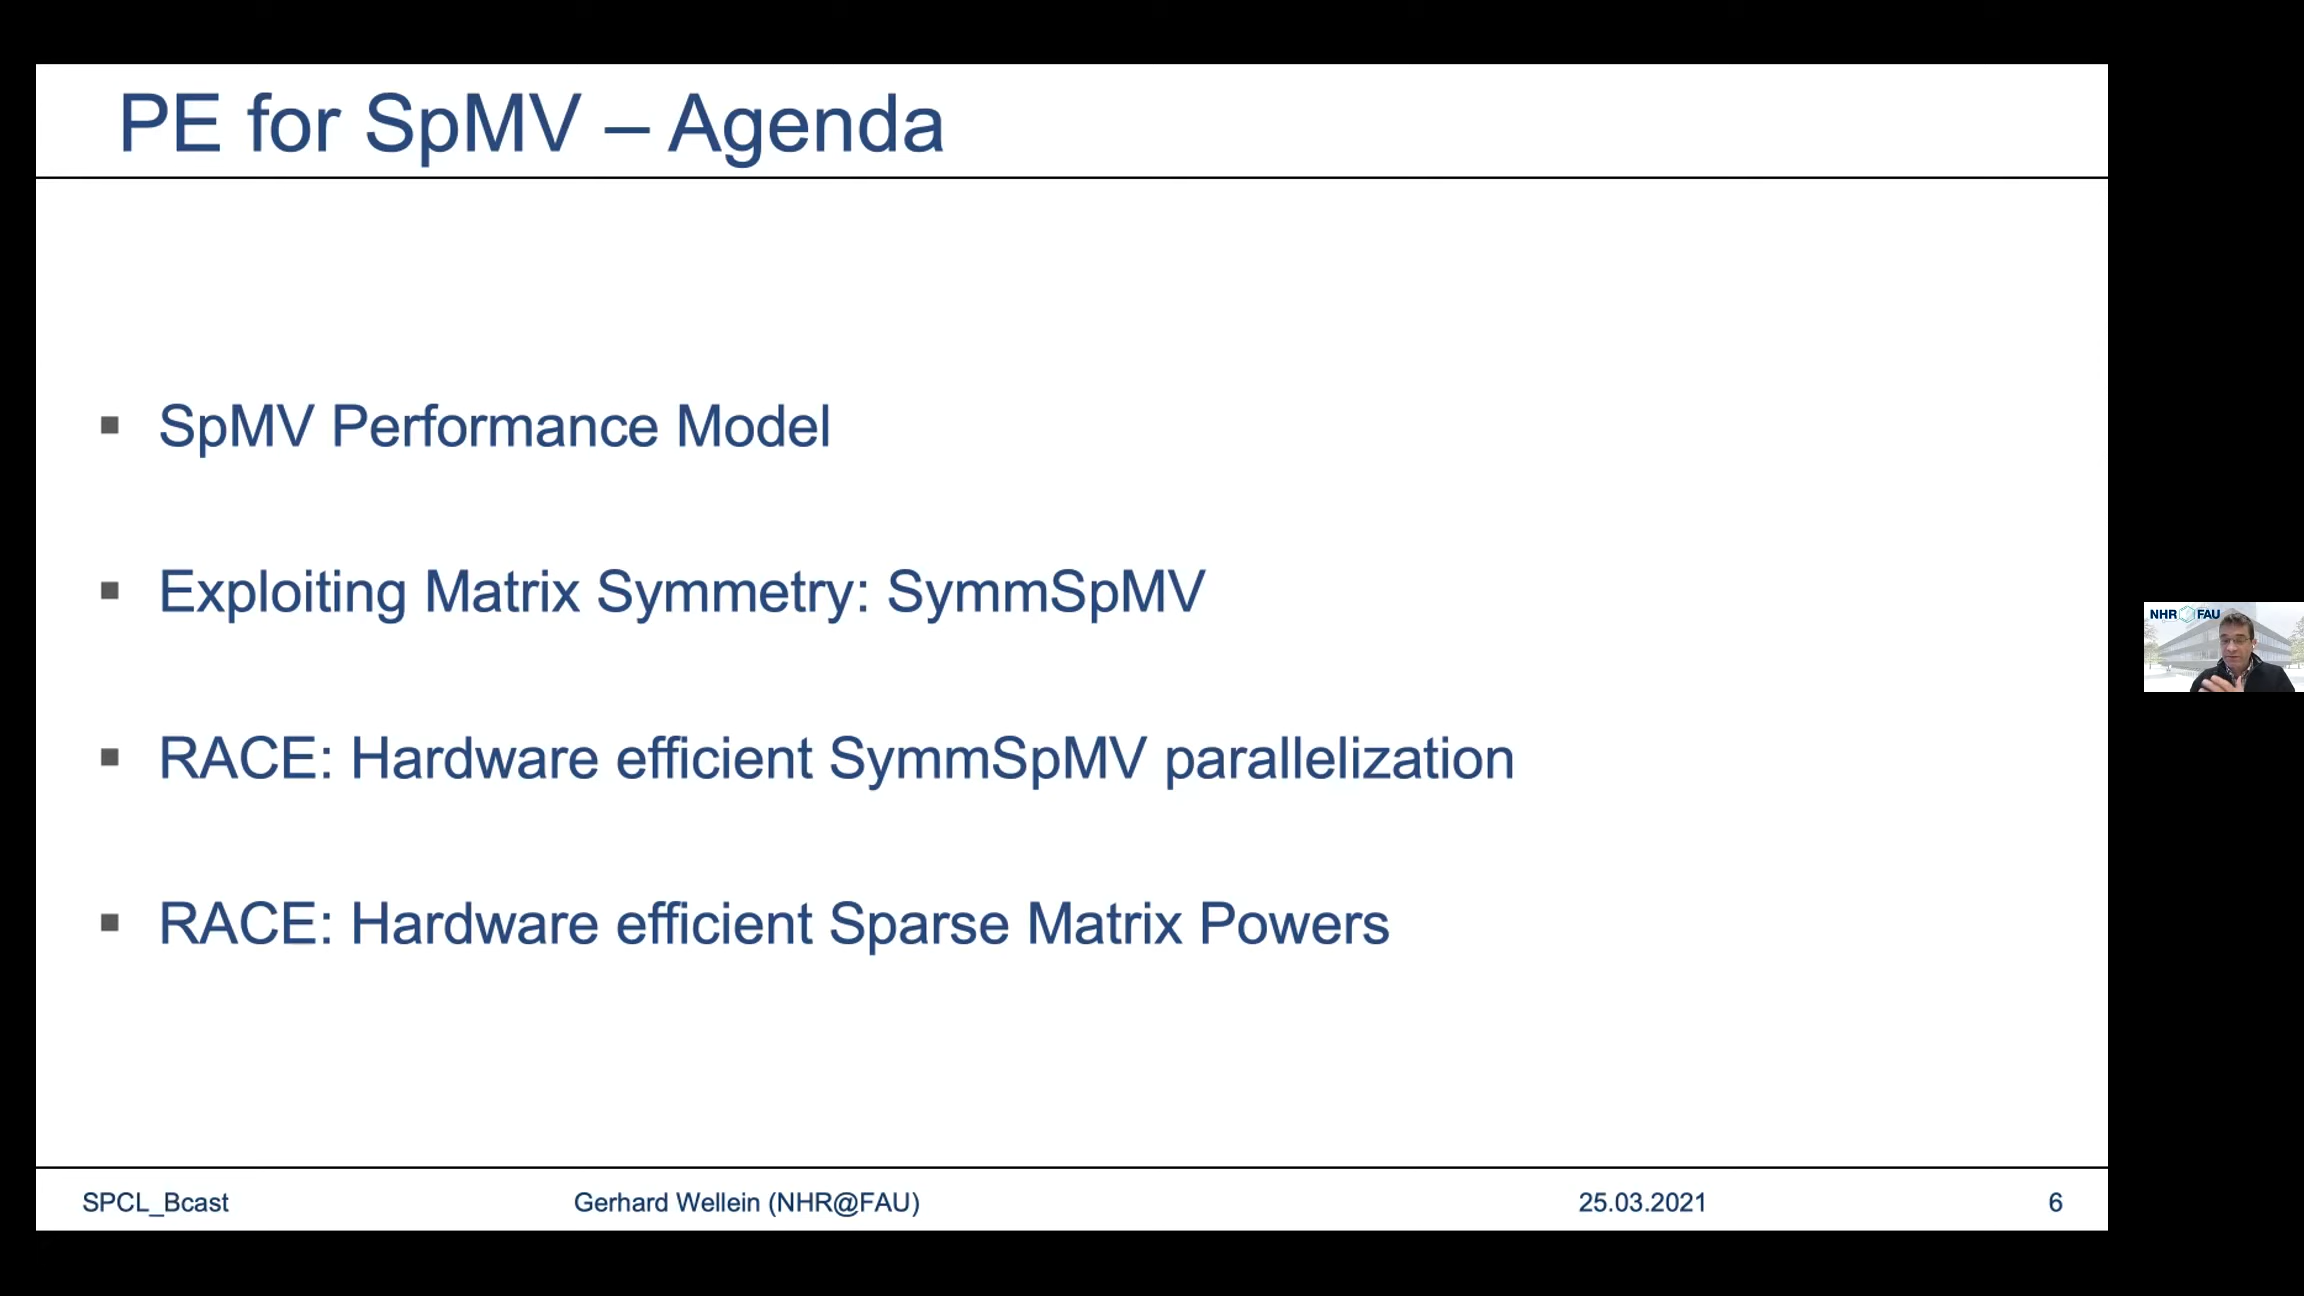 PE for SpMV – Agenda
▪ SpMV Performance Model
▪ Exploiting Matrix Symmetry: SymmSpMV
▪ RACE: Hardware efficient SymmSpMV parallelization
▪ RACE: Hardware efficient Sparse Matrix Powers
NHR FAU
SPCL_Bcast Gerhard Wellein (NHR@FAU) 25.03.2021 6